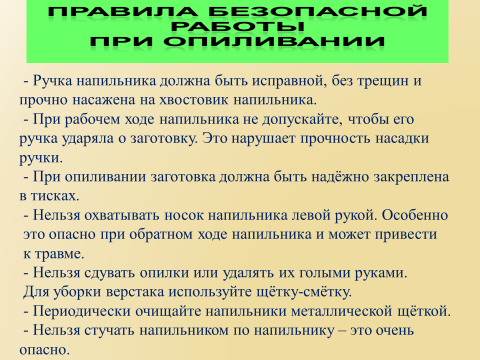 ПРАВИЛА БЕЗОПАСНОЙ
РАБОТЫ
ПРИ ОПИЛИВАНИИ
- Ручка напильника должна быть исправной, без трещин и
прочно насажена на хвостовик напильника.
- При рабочем ходе напильника не допускайте, чтобы его
ручка ударяла о заготовку. Это нарушает прочность насадки
ручки.
- При опиливании заготовка должна быть надёжно закреплена
в тисках.
- Нельзя охватывать носок напильника левой рукой. Особенно
это опасно при обратном ходе напильника и может привести
к травме.
- Нельзя сдувать опилки или удалять их голыми руками.
Для уборки верстака используйте щётку-смётку.
- Периодически очищайте напильники металлической щёткой.
- Нельзя стучать напильником по напильнику – это очень
опасно.